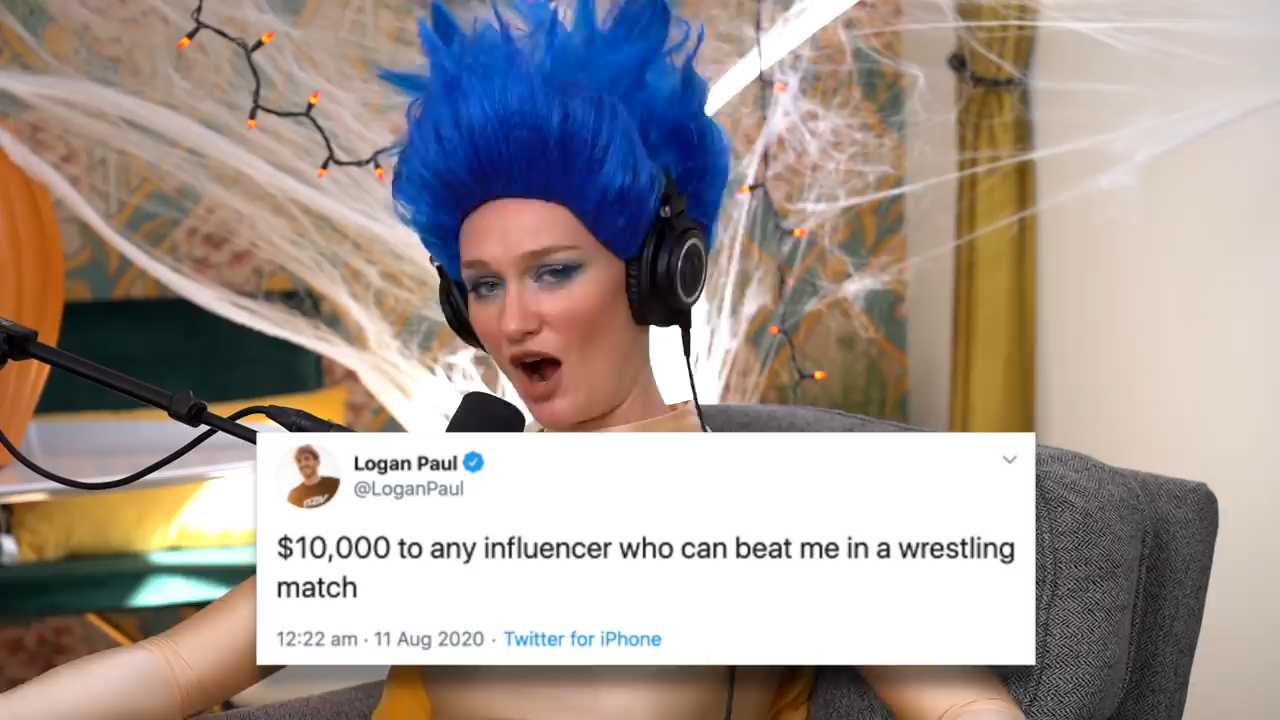 Logan Paul
@LoganPaul
$10,000 to any influencer who can beat me in a wrestling
match
12:22 am · 11 Aug 2020 · Twitter for iPhone